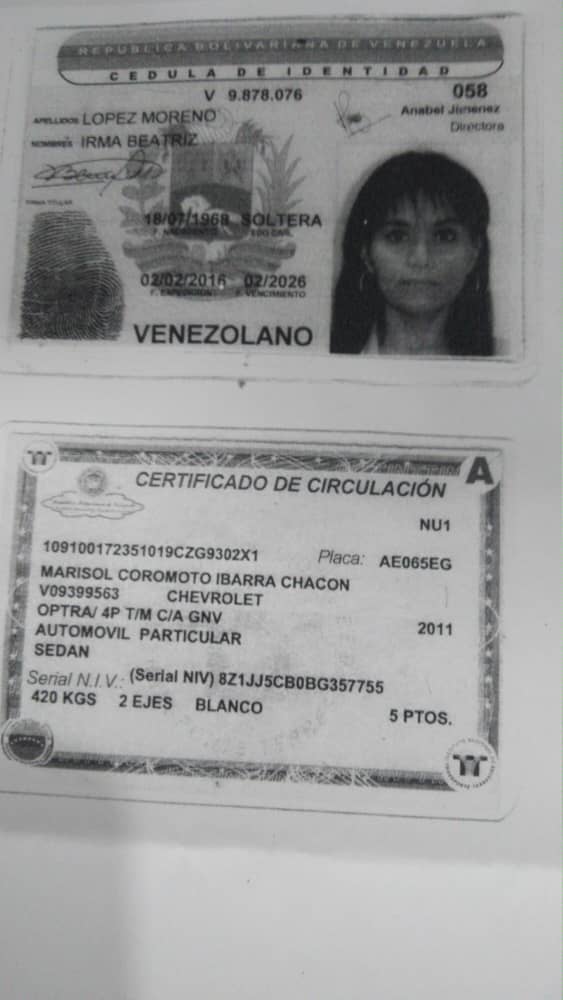 REPUBLICA BOLIVARIANA DE VENEZUELA
CEDULA DE IDENTIDAD
V 9.878.076
058
Anabel Jimenez
Directora
APELLIDOS LOPEZ MORENO
NOMBRES IRMA BEATRIZ
FIRMA TITULAR
18/07/1968 SOLTERA
F. NACIMIENTO EDO CIVIL
02/02/2016 02/2026
F. EXPEDICION F. VENCIMIENTO
VENEZOLANO
A
CERTIFICADO DE CIRCULACIÓN
NU1
109100172351019CZG9302X1 Placa: AE065EG
MARISOL COROMOTO IBARRA CHACON
V09399563 CHEVROLET
OPTRA/ 4P T/M C/A GNV
2011
AUTOMOVIL PARTICULAR
SEDAN
Serial N.I.V.: (Serial NIV) 8Z1JJ5CB0BG357755
420 KGS 2 EJES BLANCO
5 PTOS.